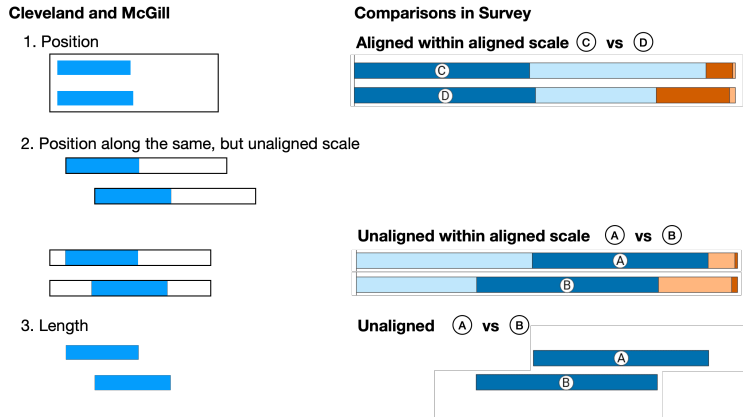 Cleveland and McGill
Comparisons in Survey
1. Position
Aligned within aligned scale C vs D
C
D
2. Position along the same, but unaligned scale
Unaligned within aligned scale A vs B
A
B
3. Length
Unaligned A vs B
A
B